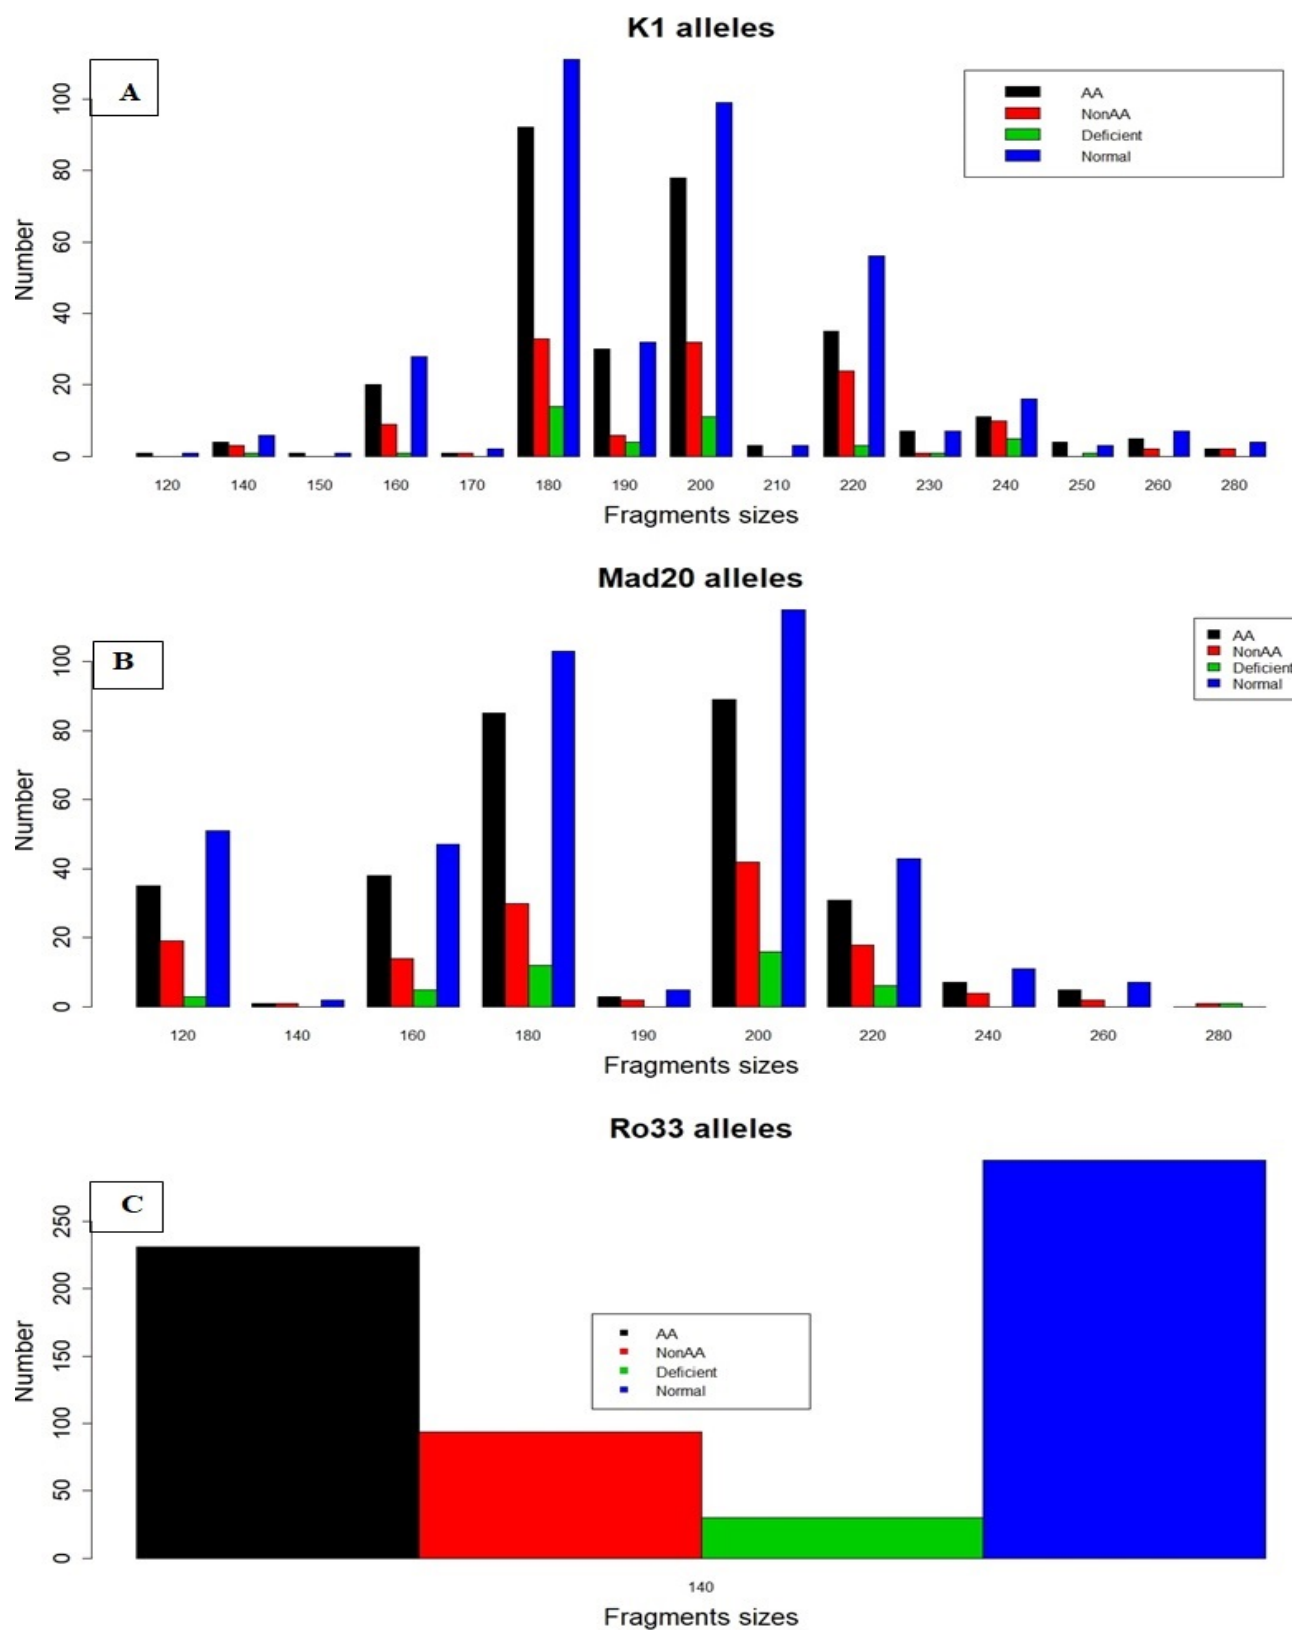 K1 alleles
A
AA
NonAA
Deficient
Normal
Number
100
80
60
40
20
0
120 140 150 160 170 180 190 200 210 220 230 240 250 260 280
Fragments sizes
Mad20 alleles
B
AA
NonAA
Deficient
Normal
Number
100
80
60
40
20
0
120 140 160 180 190 200 220 240 260 280
Fragments sizes
Ro33 alleles
C
AA
NonAA
Deficient
Normal
Number
250
200
150
100
50
0
140
Fragments sizes